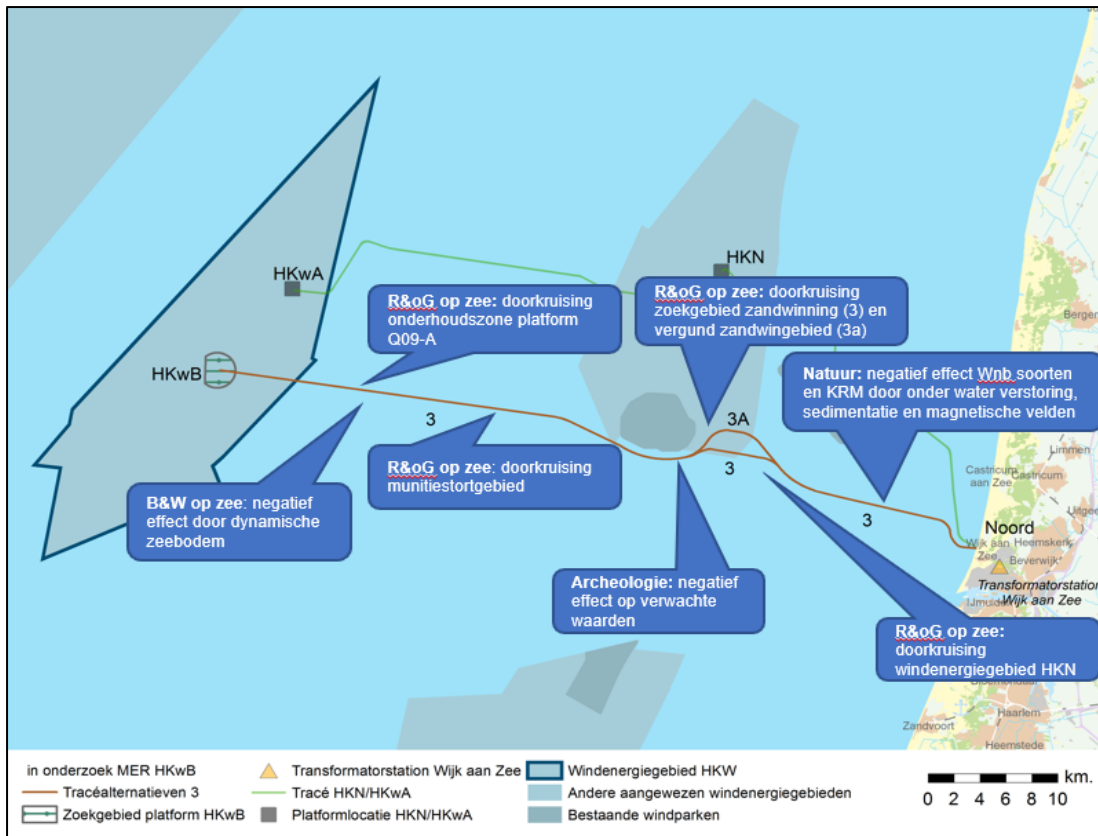 HKN
HKwA
R&oG op zee: doorkruising
onderhoudszone platform
Q09-A
R&oG op zee: doorkruising
zoekgebied zandwinning (3) en
vergund zandwingebied (3a)
Bergen
HKwB
Natuur: negatief effect Wnb soorten
en KRM door onder water verstoring,
sedimentatie en magnetische velden
3
3A
3
Limmen
Castricum
aan Zee
Castricum
R&oG op zee: doorkruising
munitiestortgebied
B&W op zee: negatief
effect door dynamische
zeebodem
3
Uitgee
Noord
Wijk aan
Zee
Heemskerk
Beverwijk
Transformatorstation
Wijk aan Zee
IJmuiden
Archeologie: negatief
effect op verwachte
waarden
R&oG op zee:
doorkruising
windenergiegebied HKN
Haarlem
Zandvoort
Heemstede
in onderzoek MER HKwB
Tracéalternatieven 3
Zoekgebied platform HKwB
Transformatorstation Wijk aan Zee
Tracé HKN/HKwA
Platformlocatie HKN/HKwA
Windenergiegebied HKW
Andere aangewezen windenergiegebieden
Bestaande windparken
km.
0 2 4 6 8 10